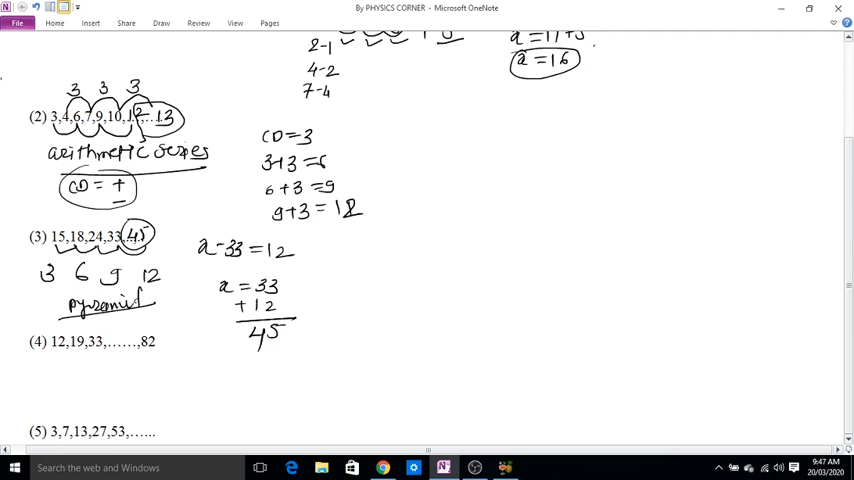 By PHYSICS CORNER - Microsoft OneNote
File Home Insert Draw History Review View Pages
2-1
4-2
7-4
x = 16
3 3 3
(2) 3,4,6,7,9,10,12,....13
arithmetic series
CD = ±
CD = 3
3+3 = 6
6+3 = 9
9+3 = 12
(3) 15,18,24,33,....45
3 6 9 12
pyramid
x-33 = 12
x = 33
+12
45
(4) 12,19,33,……,82
(5) 3,7,13,27,53,…...
Search the web and Windows
9:47 AM
20/03/2020